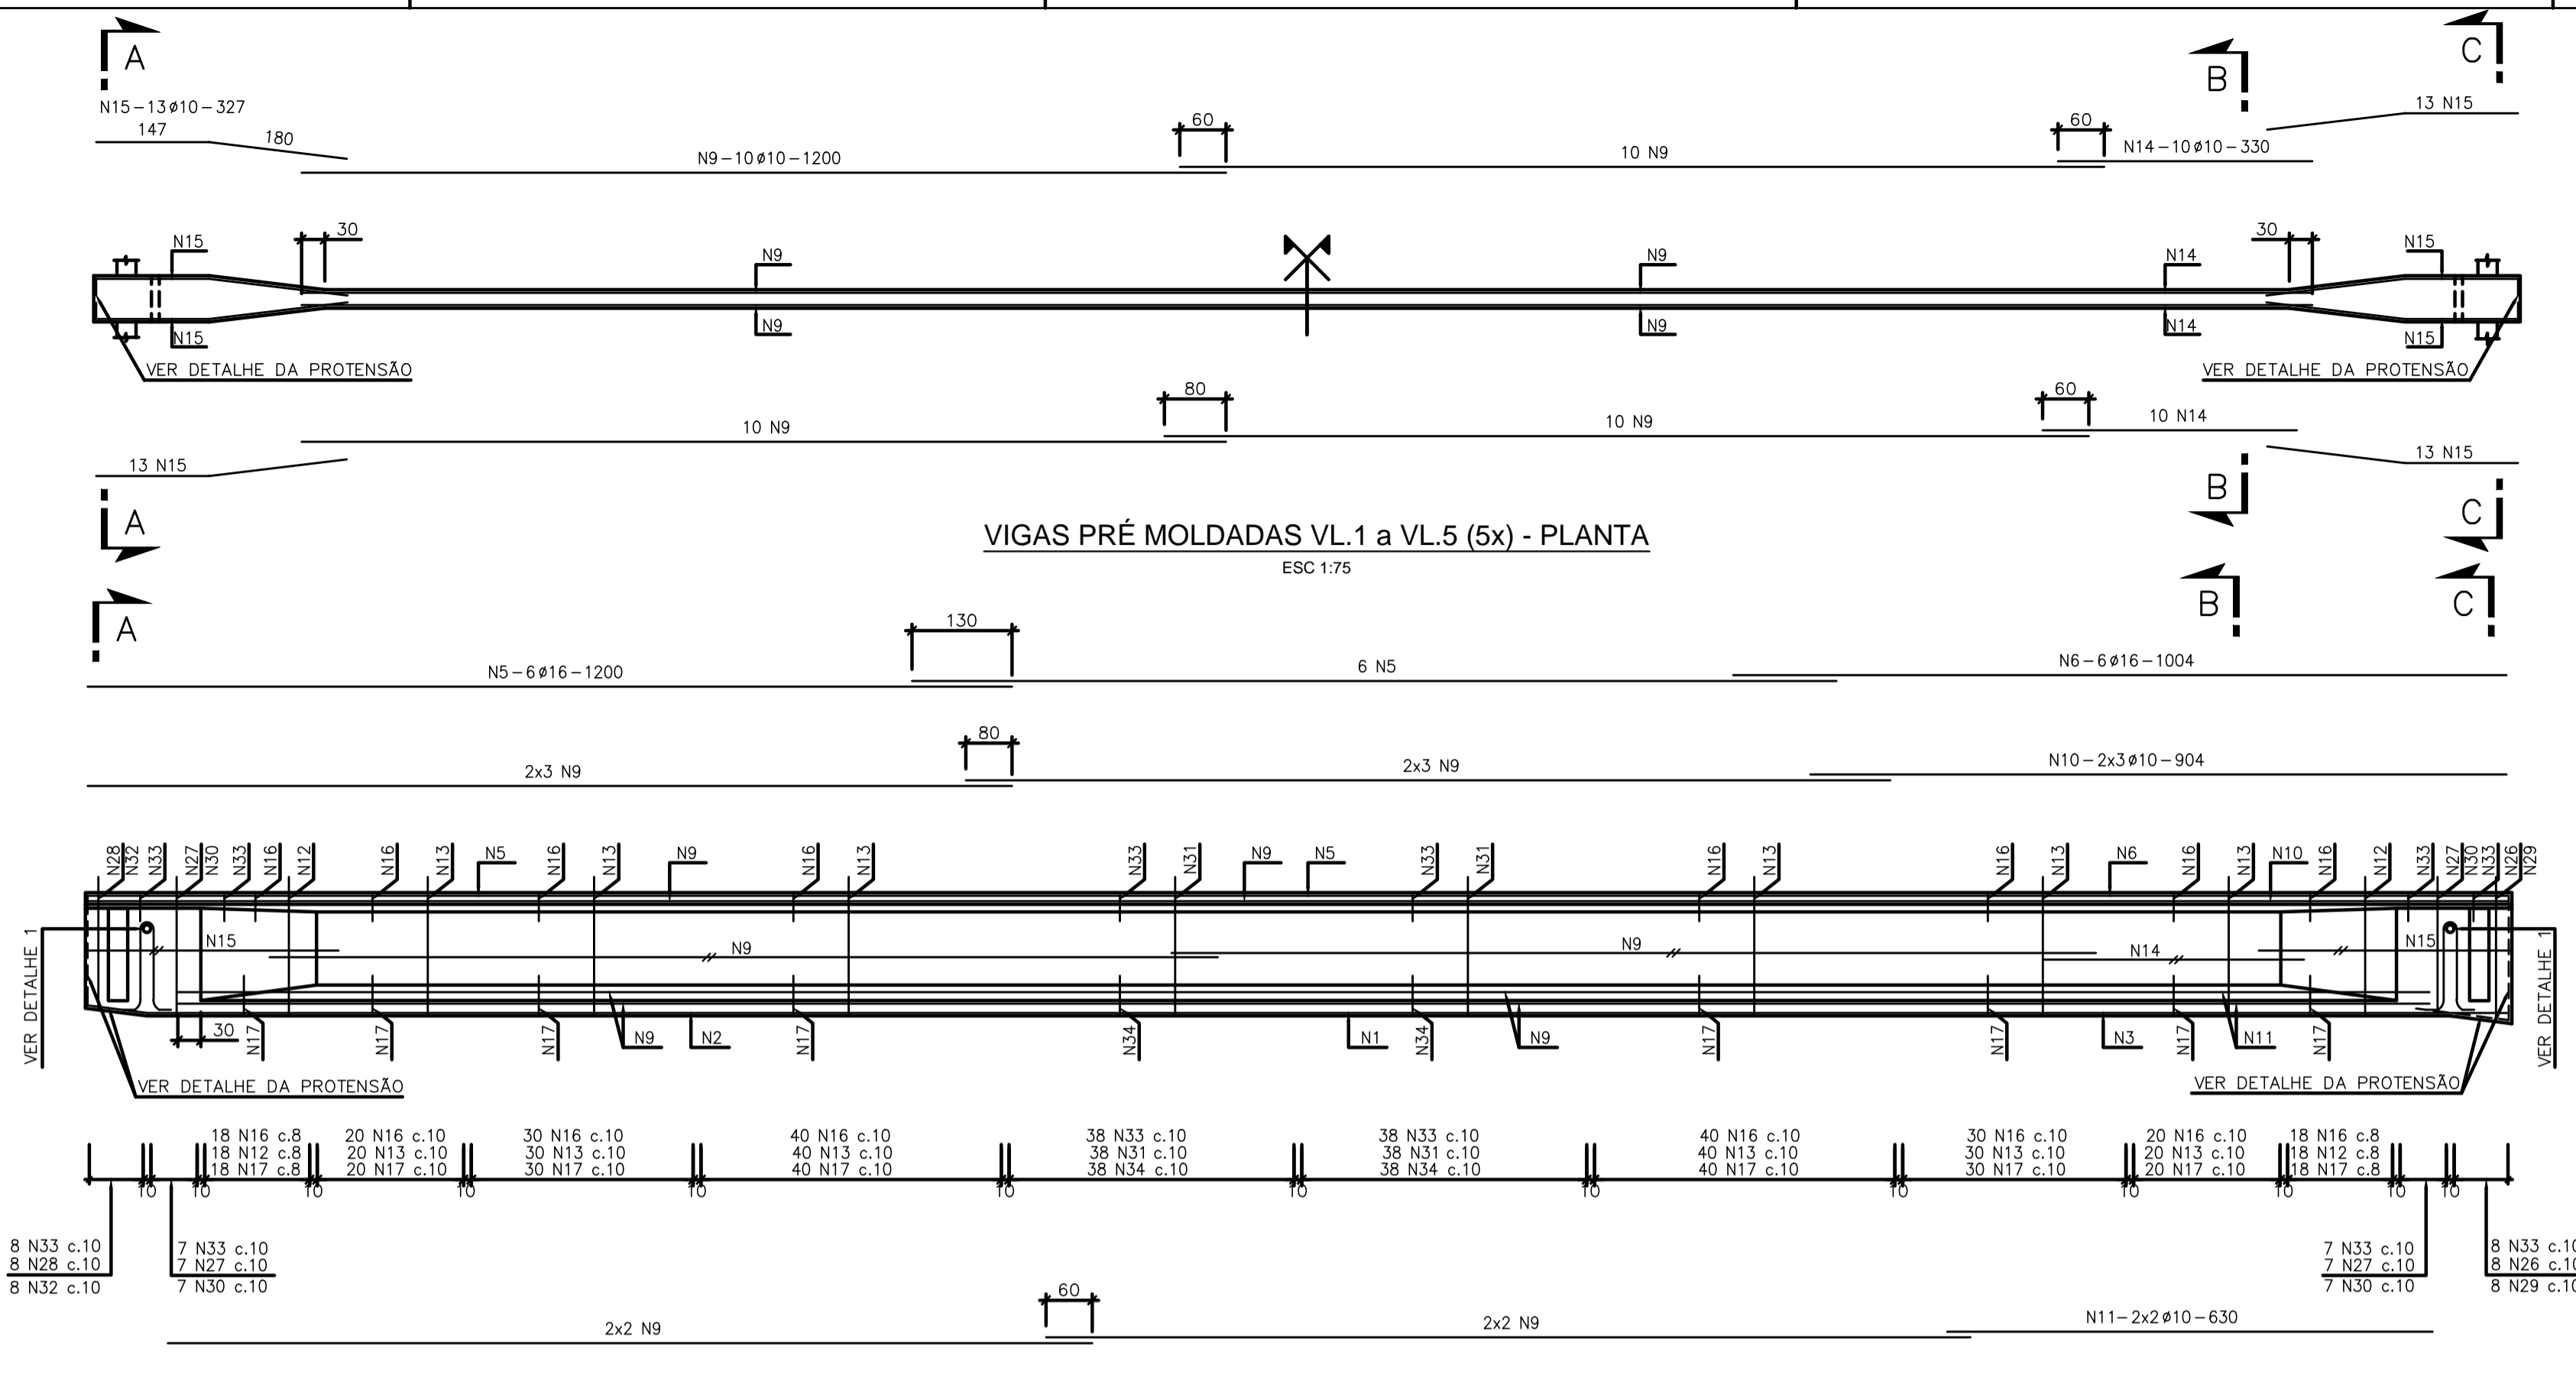 A
B
C
N15-13ø10-327
147
180
N9-10ø10-1200
60
10 N9
60
N14-10ø10-330
13 N15
N15
30
N9
N9
N14
30
N15
N15
N9
N9
N14
N15
VER DETALHE DA PROTENSÃO
VER DETALHE DA PROTENSÃO
80
60
10 N9
10 N9
10 N14
13 N15
13 N15
A
B
C
VIGAS PRÉ MOLDADAS VL.1 a VL.5 (5x) - PLANTA
ESC 1:75
A
B
C
130
N5-6ø16-1200
6 N5
N6-6ø16-1004
80
2x3 N9
2x3 N9
N10-2x3ø10-904
N28
N32
N33
N27
N30
N33
N16
N12
N16
N13
N5
N16
N13
N9
N16
N13
N33
N31
N9
N5
N33
N31
N16
N13
N16
N13
N6
N16
N13
N10
N16
N12
N33
N27
N30
N33
N26
N29
VER DETALHE 1
N15
N9
N9
N14
N15
VER DETALHE 1
30
N17
N17
N17
N9
N2
N17
N34
N1
N34
N9
N17
N17
N3
N17
N11
N17
VER DETALHE DA PROTENSÃO
VER DETALHE DA PROTENSÃO
18 N16 c.8
18 N12 c.8
18 N17 c.8
20 N16 c.10
20 N13 c.10
20 N17 c.10
30 N16 c.10
30 N13 c.10
30 N17 c.10
40 N16 c.10
40 N13 c.10
40 N17 c.10
38 N33 c.10
38 N31 c.10
38 N34 c.10
38 N33 c.10
38 N31 c.10
38 N34 c.10
40 N16 c.10
40 N13 c.10
40 N17 c.10
30 N16 c.10
30 N13 c.10
30 N17 c.10
20 N16 c.10
20 N13 c.10
20 N17 c.10
18 N16 c.8
18 N12 c.8
18 N17 c.8
10 10 10 10 10 10 10 10 10 10 10 10 10
8 N33 c.10
8 N28 c.10
8 N32 c.10
7 N33 c.10
7 N27 c.10
7 N30 c.10
7 N33 c.10
7 N27 c.10
7 N30 c.10
8 N33 c.10
8 N26 c.10
8 N29 c.10
60
2x2 N9
2x2 N9
N11-2x2ø10-630